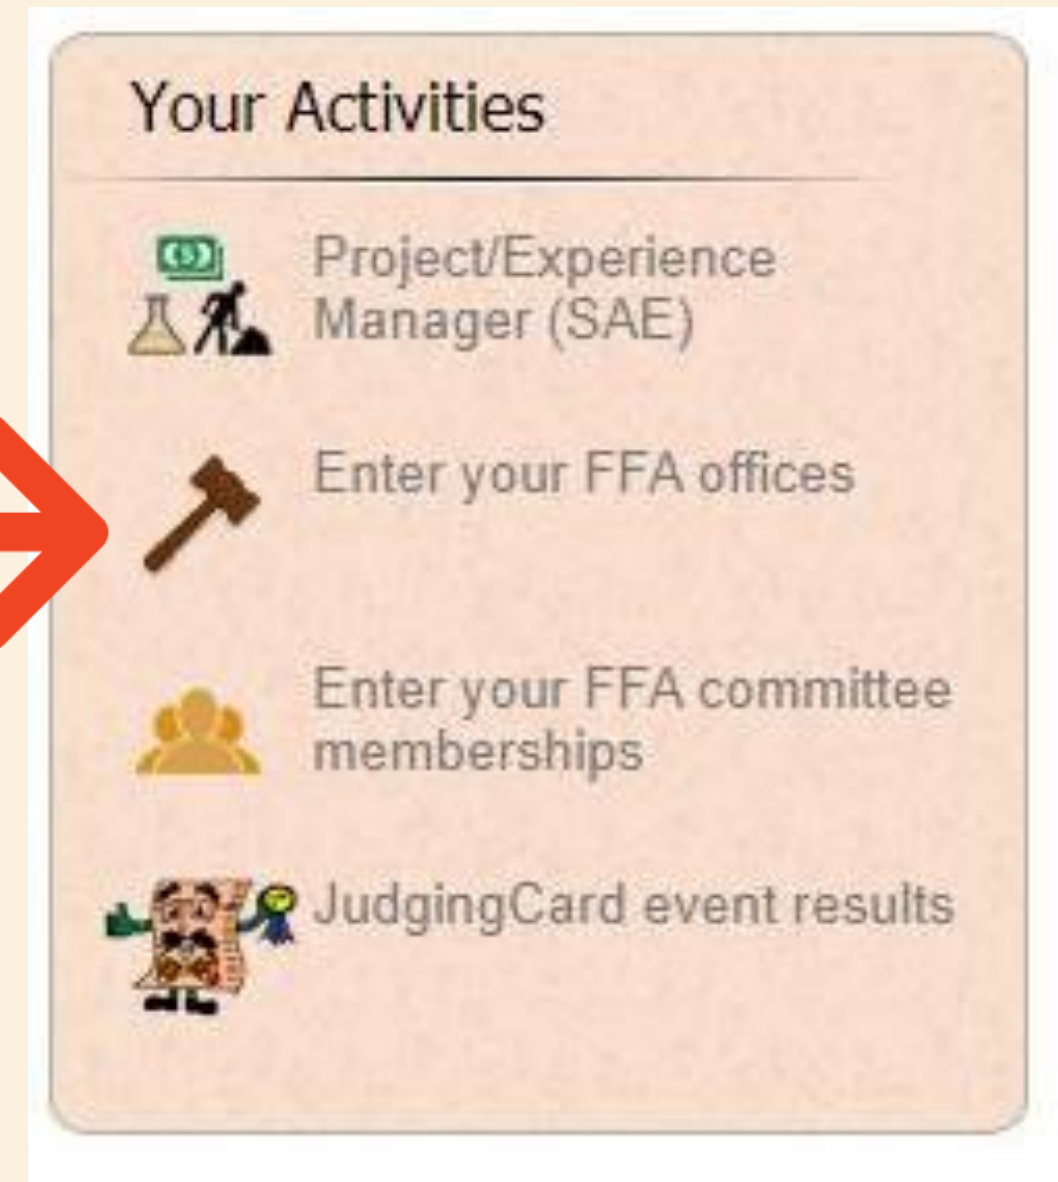 Your Activities
Project/Experience
Manager (SAE)
Enter your FFA offices
Enter your FFA committee
memberships
JudgingCard event results